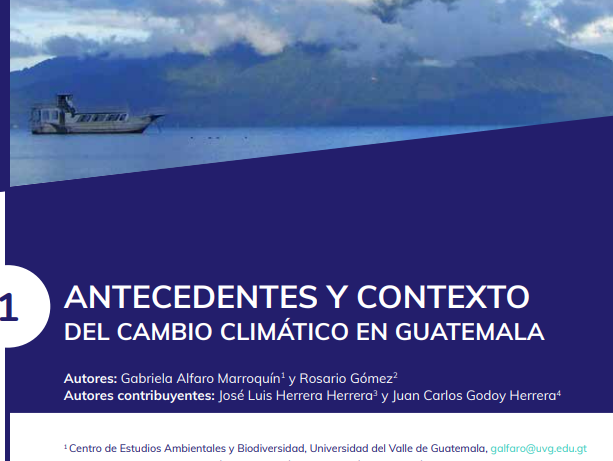 1
ANTECEDENTES Y CONTEXTO
DEL CAMBIO CLIMÁTICO EN GUATEMALA
Autores: Gabriela Alfaro Marroquín¹ y Rosario Gómez²
Autores contribuyentes: José Luis Herrera Herrera³ y Juan Carlos Godoy Herrera⁴
¹ Centro de Estudios Ambientales y Biodiversidad, Universidad del Valle de Guatemala, galfaro@uvg.edu.gt